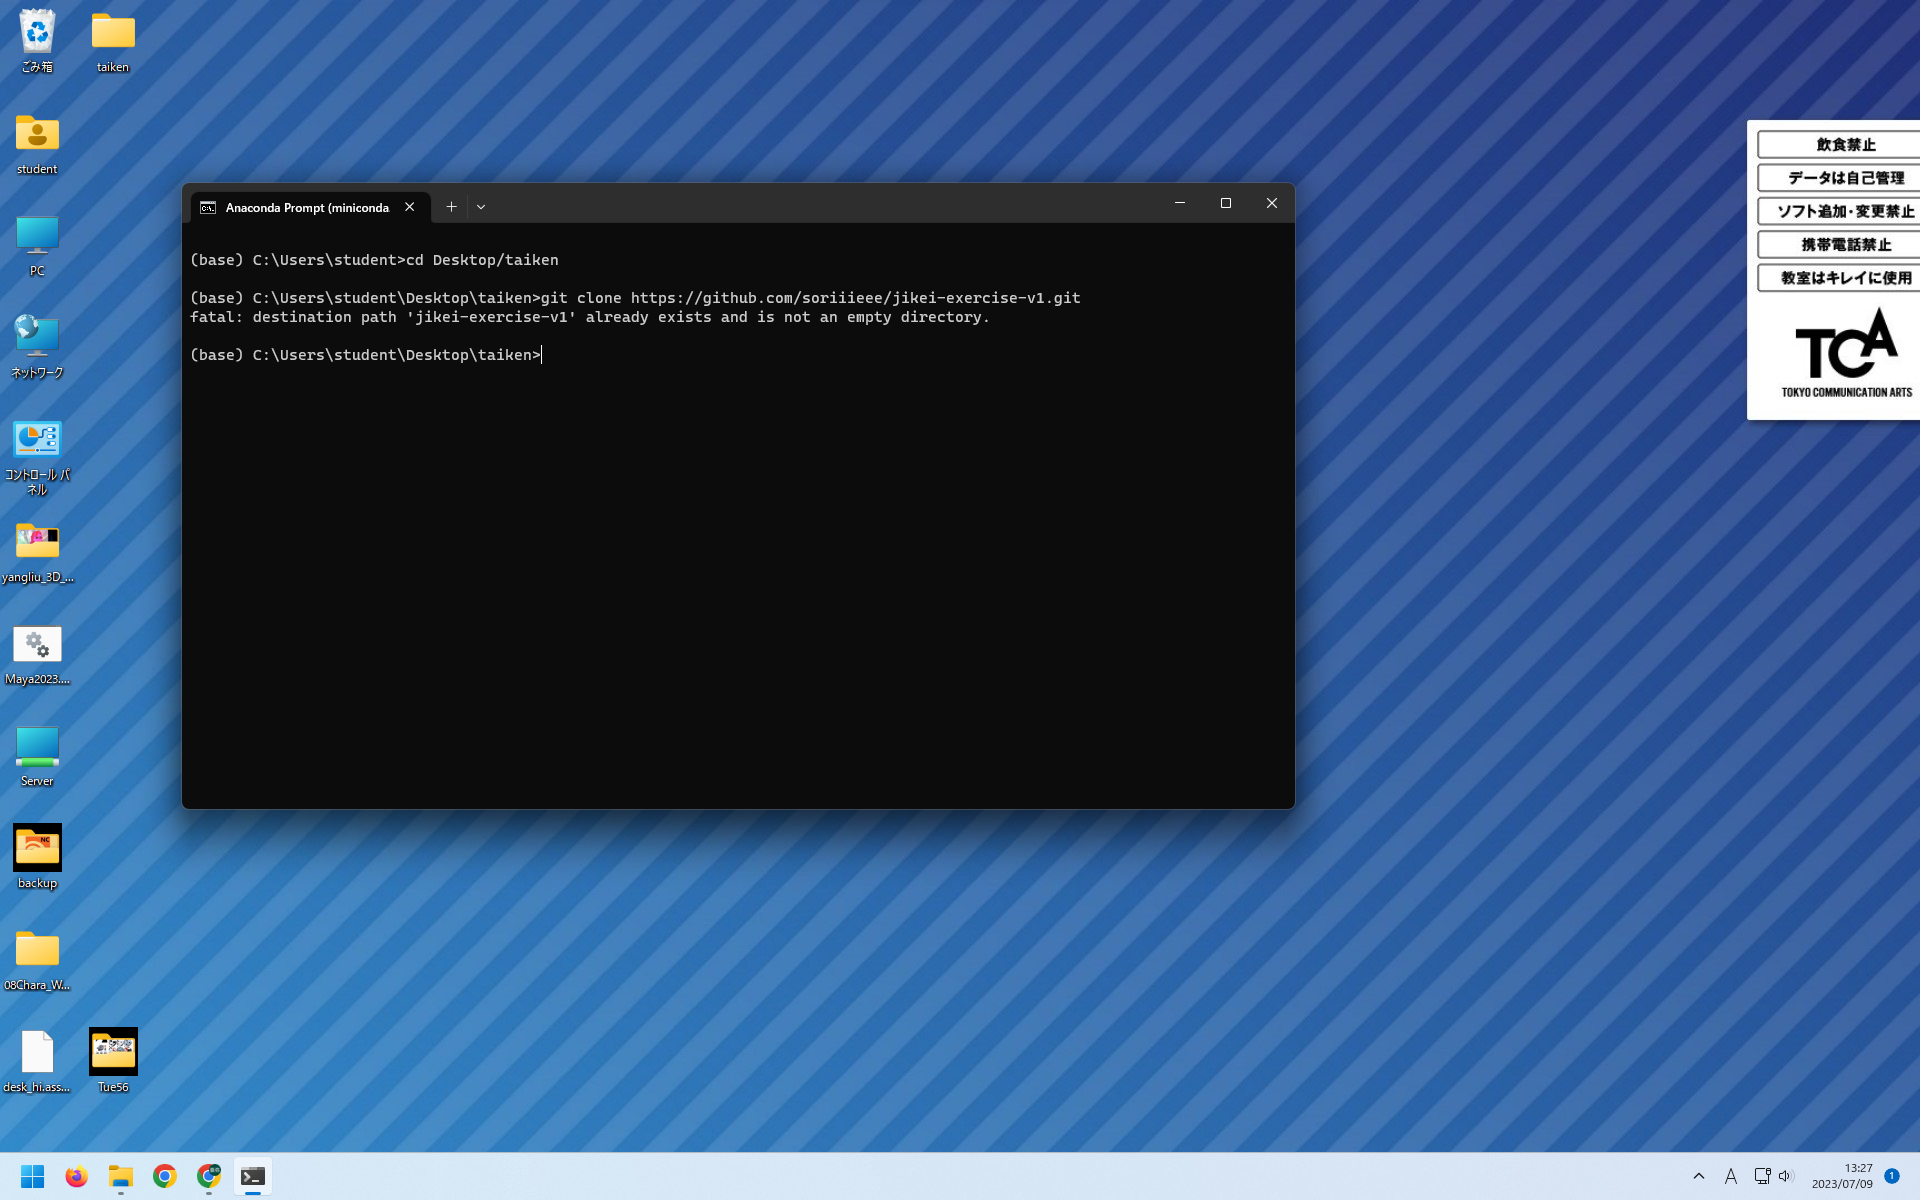 ごみ箱
taiken
student
PC
ネットワーク
コントロール パ
ネル
yangliu_3D_...
Maya2023....
Server
backup
08Chara_W...
desk_hi.ass...
Tue56
Anaconda Prompt (miniconda
(base) C:\Users\student>cd Desktop/taiken
(base) C:\Users\student\Desktop\taiken>git clone https://github.com/soriiieee/jikei-exercise-v1.git
fatal: destination path 'jikei-exercise-v1' already exists and is not an empty directory.
(base) C:\Users\student\Desktop\taiken>
飲食禁止
データは自己管理
ソフト追加・変更禁止
携帯電話禁止
教室はキレイに使用
TCA
TOKYO COMMUNICATION ARTS
A
13:27
2023/07/09
1